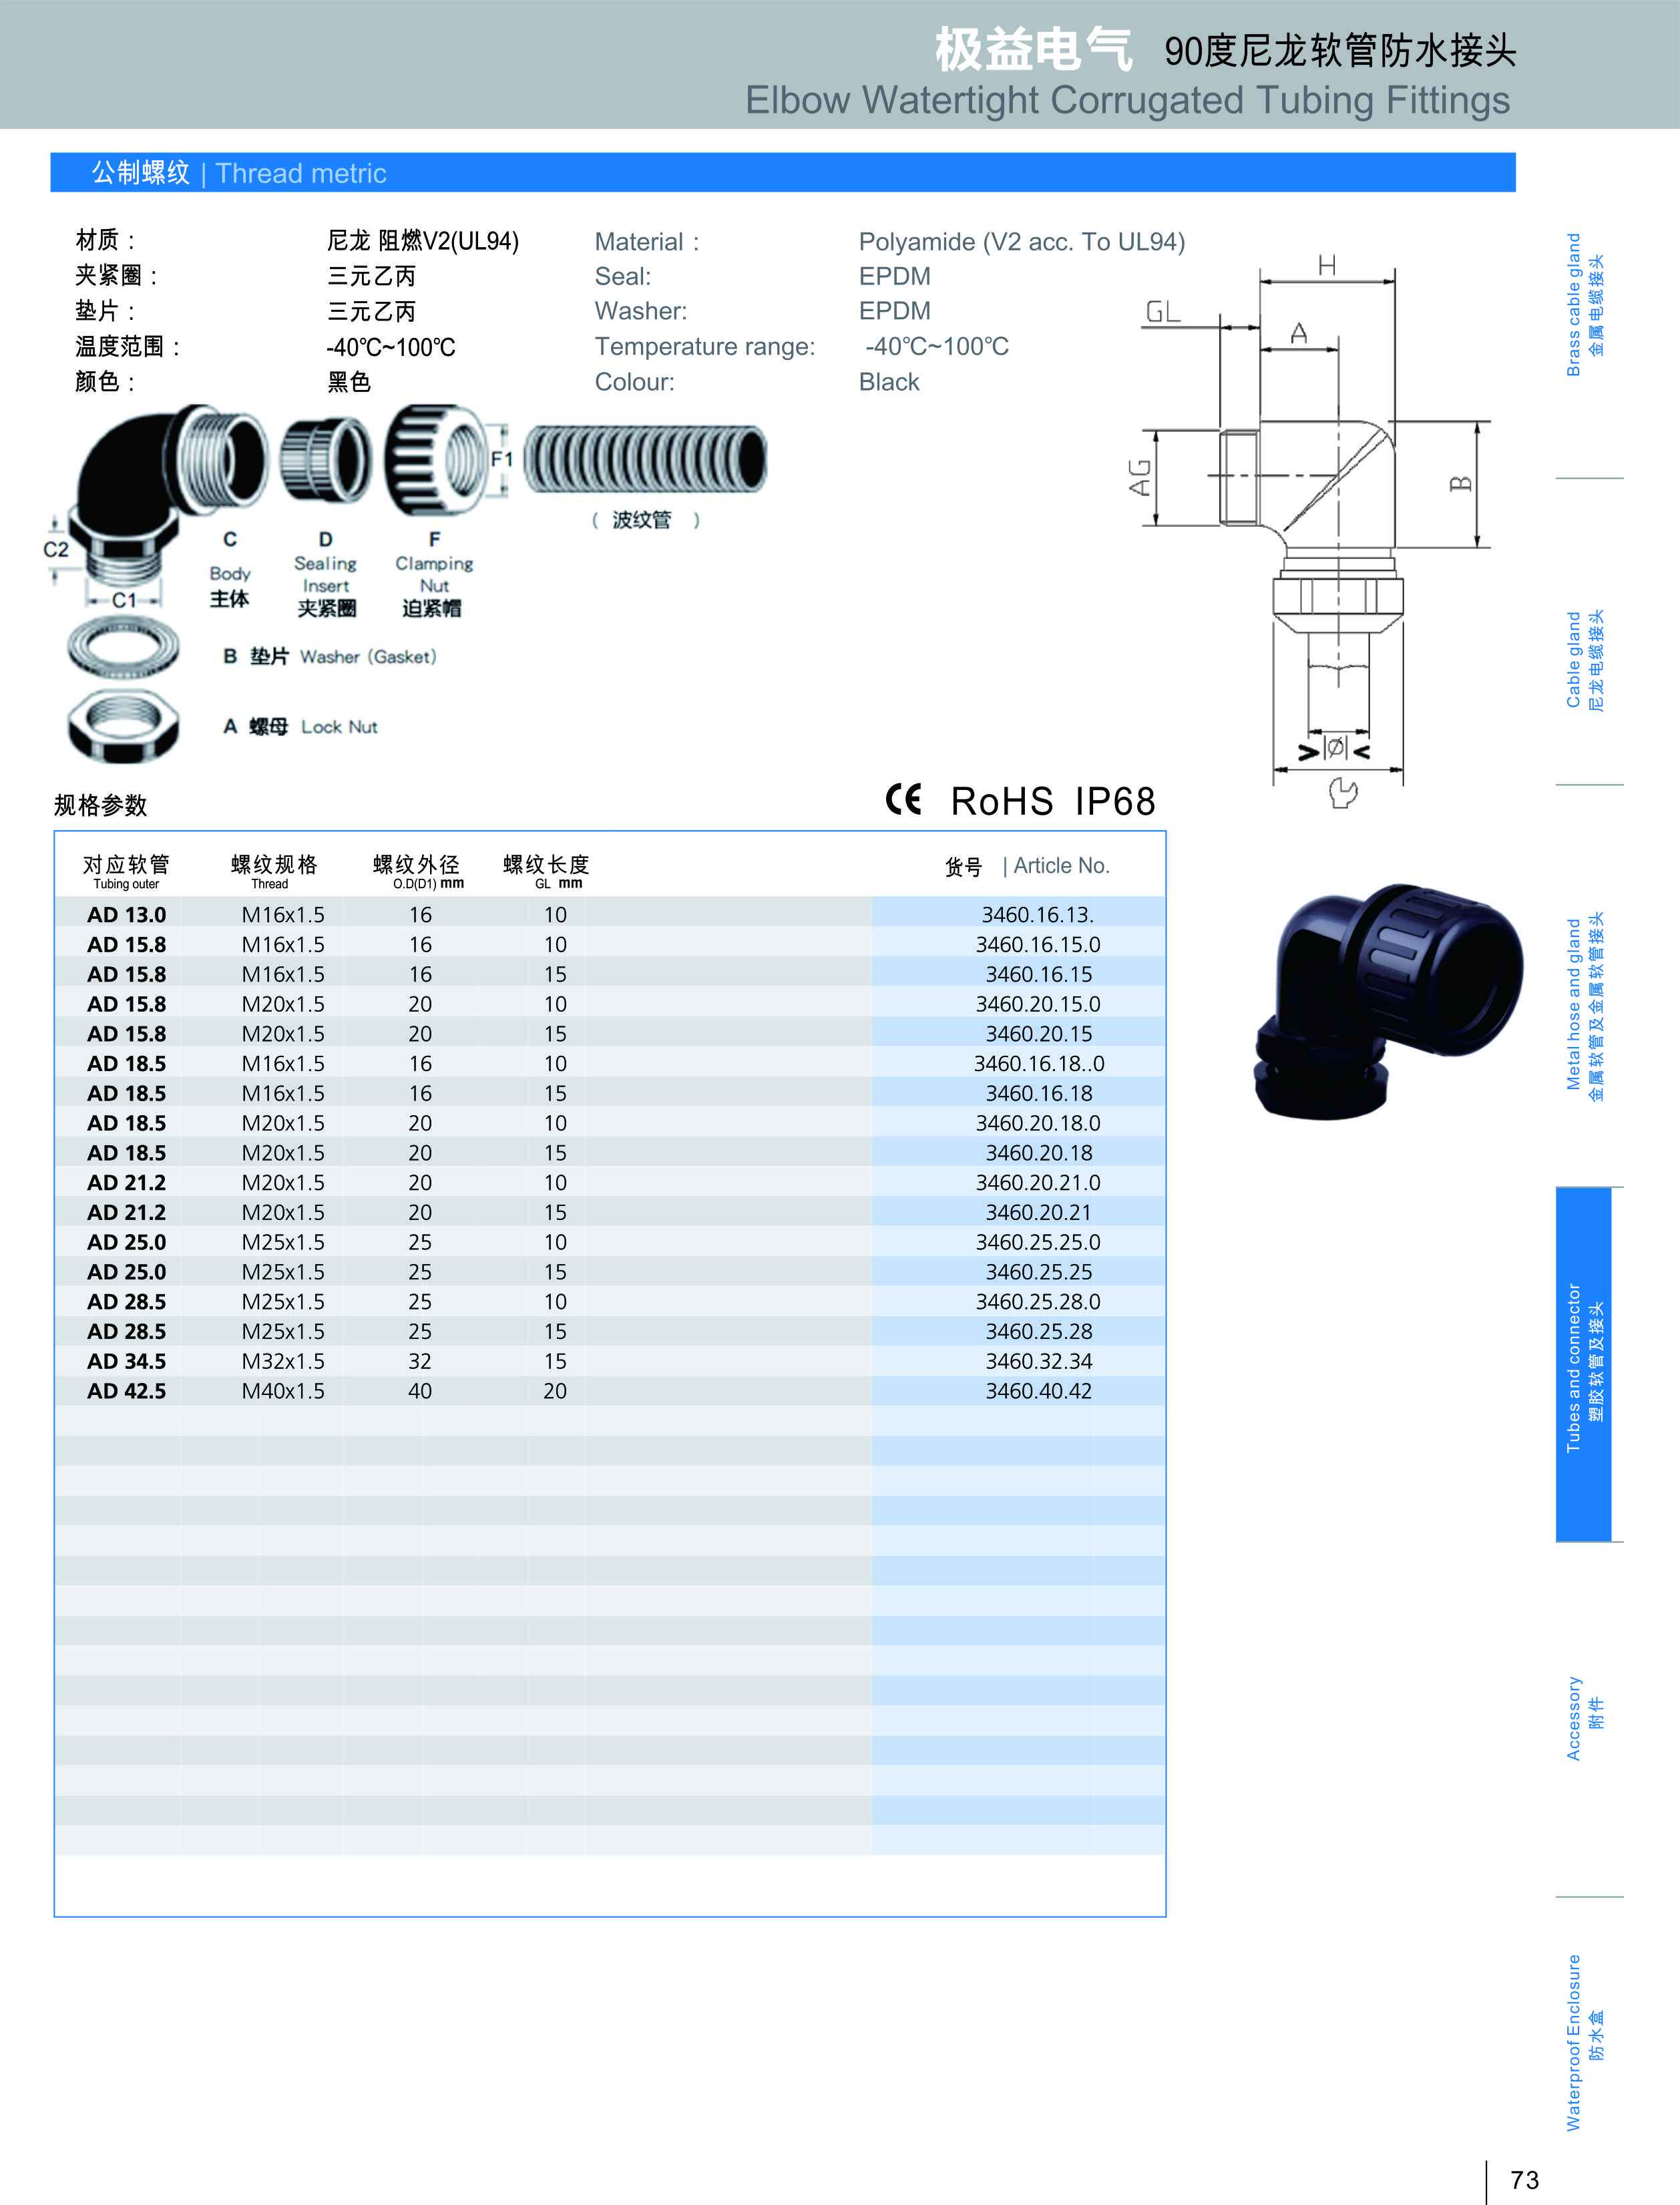 极益电气 90度尼龙软管防水接头
Elbow Watertight Corrugated Tubing Fittings
公制螺纹 | Thread metric
材质： 尼龙 阻燃V2(UL94) Material： Polyamide (V2 acc. To UL94)
夹紧圈： 三元乙丙 Seal: EPDM
垫片： 三元乙丙 Washer: EPDM
温度范围： -40℃~100℃ Temperature range: -40℃~100℃
颜色： 黑色 Colour: Black
H
GL
A
AG
B
F1
（ 波纹管 ）
C2
C1
C
Body
主体
D
Sealing
Insert
夹紧圈
F
Clamping
Nut
迫紧帽
B 垫片 Washer (Gasket)
A 螺母 Lock Nut
>|Ø|<
规格参数
CE RoHS IP68
对应软管 螺纹规格 螺纹外径 螺纹长度 货号 | Article No.
Tubing outer Thread O.D(D1) mm GL mm
AD 13.0 M16x1.5 16 10 3460.16.13.
AD 15.8 M16x1.5 16 10 3460.16.15.0
AD 15.8 M16x1.5 16 15 3460.16.15
AD 15.8 M20x1.5 20 10 3460.20.15.0
AD 15.8 M20x1.5 20 15 3460.20.15
AD 18.5 M16x1.5 16 10 3460.16.18..0
AD 18.5 M16x1.5 16 15 3460.16.18
AD 18.5 M20x1.5 20 10 3460.20.18.0
AD 18.5 M20x1.5 20 15 3460.20.18
AD 21.2 M20x1.5 20 10 3460.20.21.0
AD 21.2 M20x1.5 20 15 3460.20.21
AD 25.0 M25x1.5 25 10 3460.25.25.0
AD 25.0 M25x1.5 25 15 3460.25.25
AD 28.5 M25x1.5 25 10 3460.25.28.0
AD 28.5 M25x1.5 25 15 3460.25.28
AD 34.5 M32x1.5 32 15 3460.32.34
AD 42.5 M40x1.5 40 20 3460.40.42
Brass cable gland
金属电缆接头
Cable gland
尼龙电缆接头
Metal hose and gland
金属软管及金属软管接头
Tubes and connector
塑胶软管及接头
Accessory
附件
Waterproof Enclosure
防水盒
73